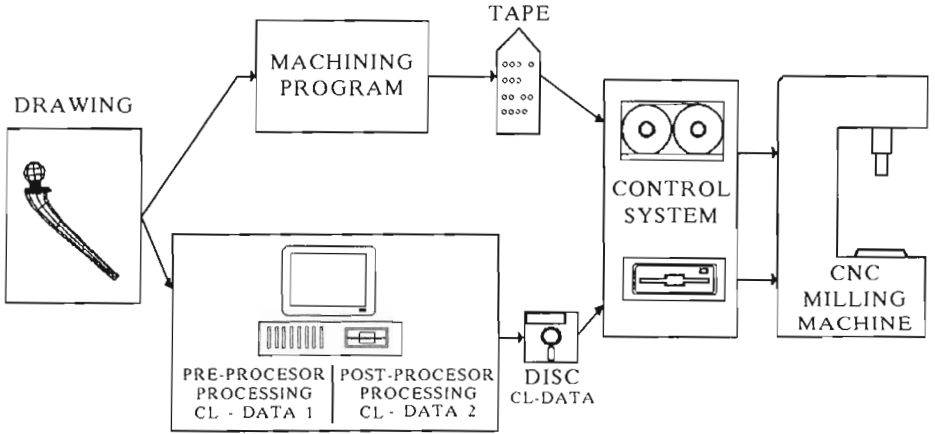 TAPE
MACHINING
PROGRAM
DRAWING
CONTROL
SYSTEM
CNC
MILLING
MACHINE
PRE-PROCESOR
PROCESSING
CL - DATA 1
POST-PROCESOR
PROCESSING
CL - DATA 2
DISC
CL-DATA